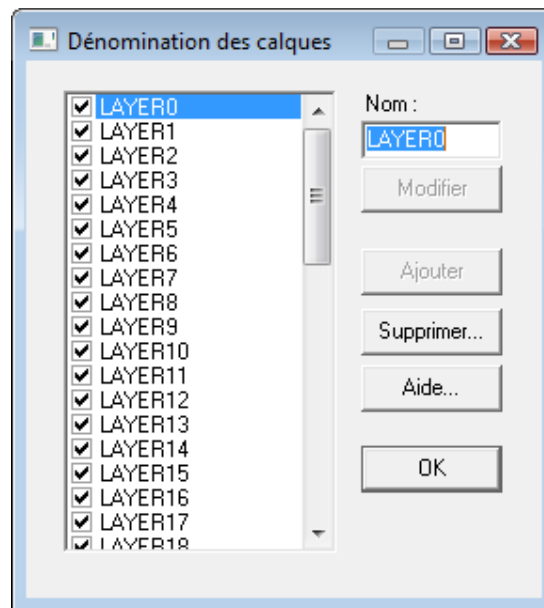 Dénomination des calques
LAYER0
LAYER1
LAYER2
LAYER3
LAYER4
LAYER5
LAYER6
LAYER7
LAYER8
LAYER9
LAYER10
LAYER11
LAYER12
LAYER13
LAYER14
LAYER15
LAYER16
LAYER17
LAYER18
Nom :
LAYER0
Modifier
Ajouter
Supprimer...
Aide...
OK